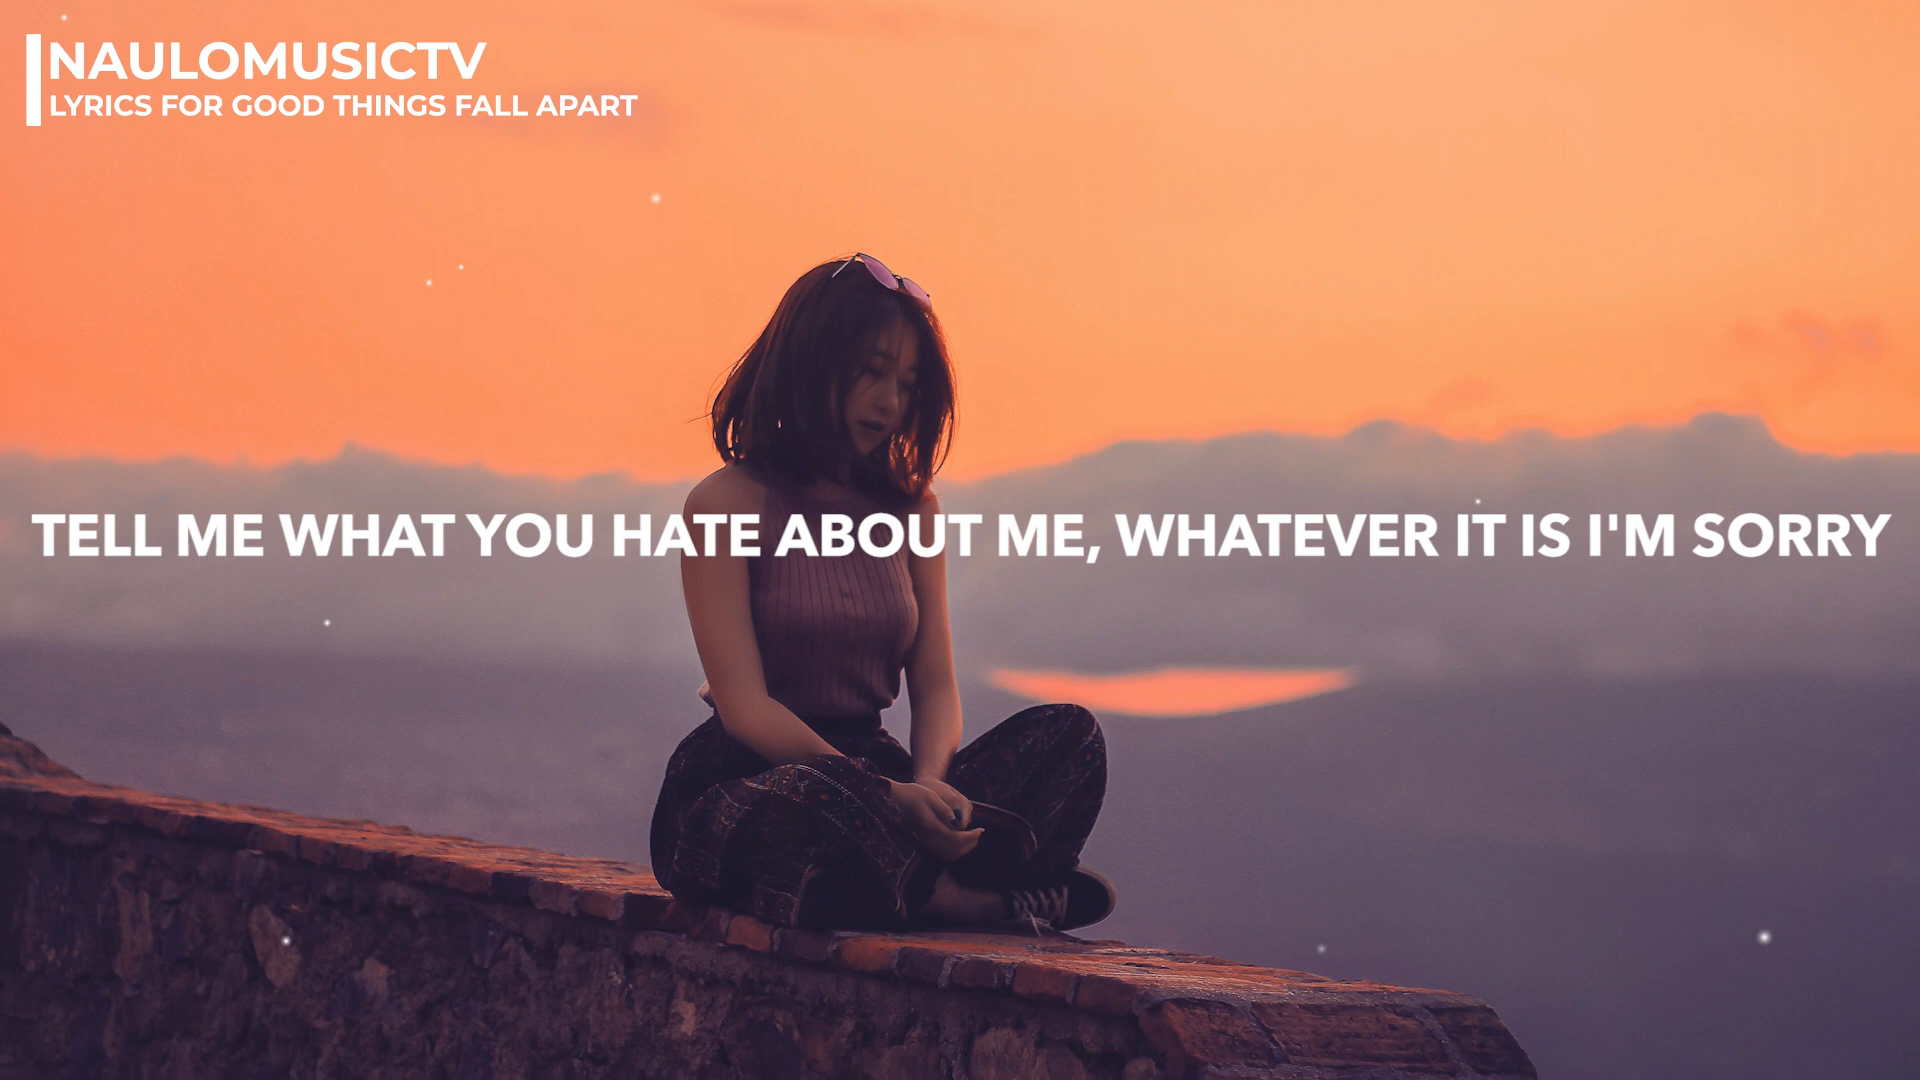 NAULOMUSICTV
LYRICS FOR GOOD THINGS FALL APART
TELL ME WHAT YOU HATE ABOUT ME, WHATEVER IT IS I'M SORRY